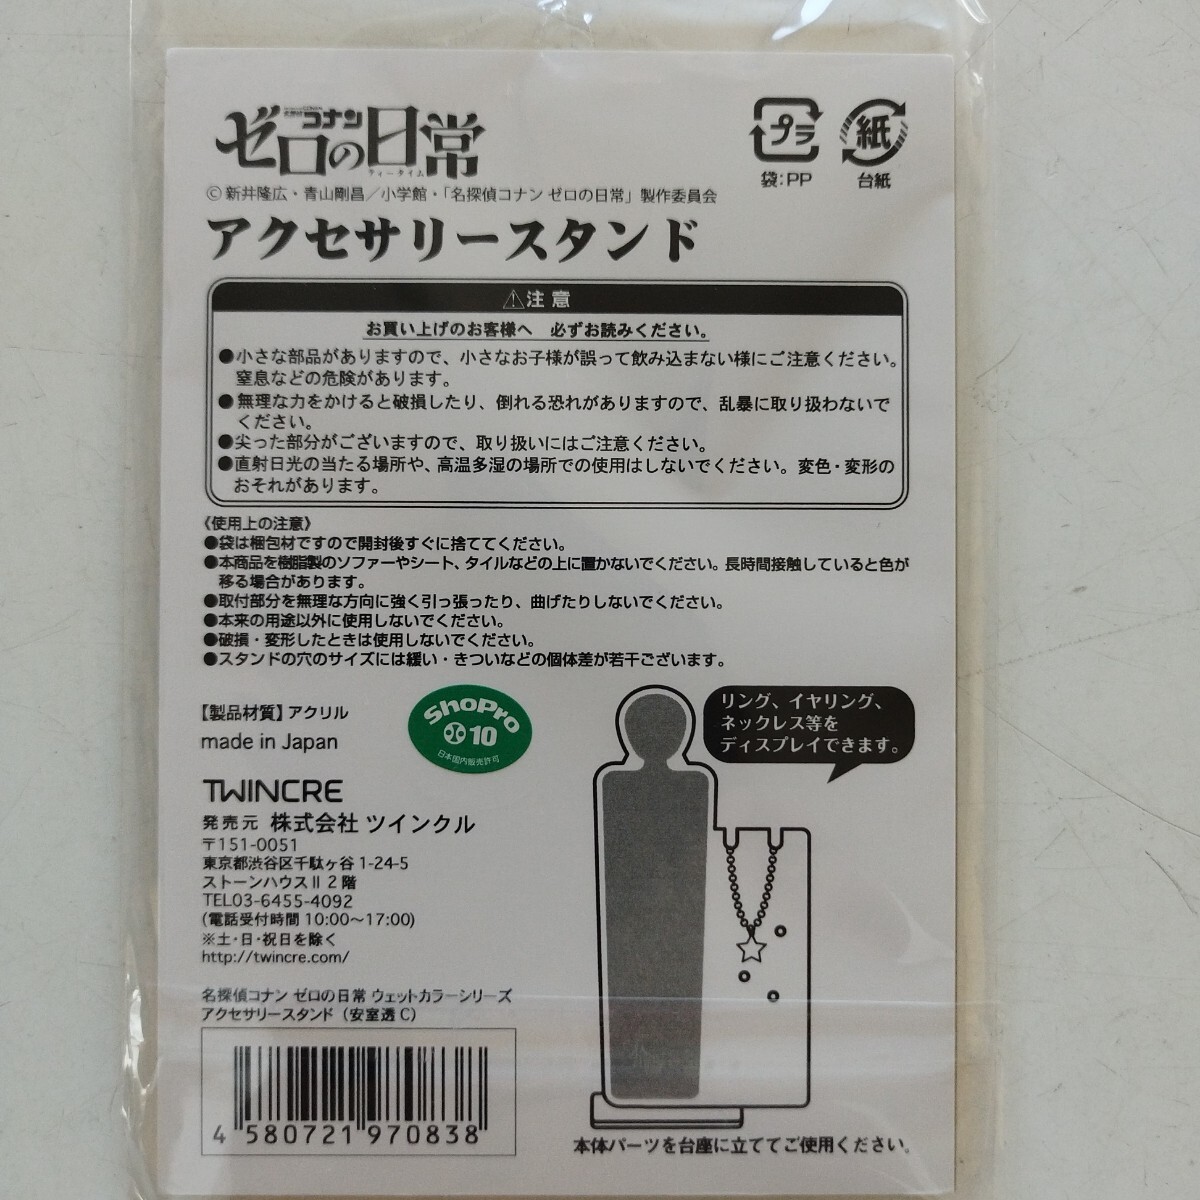 コナン
ゼロの日常
ティータイム
プラ
袋:PP
紙
台紙
©新井隆広・青山剛昌／小学館・「名探偵コナン ゼロの日常」製作委員会
アクセサリースタンド
⚠注意
お買い上げのお客様へ 必ずお読みください。
●小さな部品がありますので、小さなお子様が誤って飲み込まない様にご注意ください。
窒息などの危険があります。
●無理な力をかけると破損したり、倒れる恐れがありますので、乱暴に取り扱わないで
ください。
●尖った部分がございますので、取り扱いにはご注意ください。
●直射日光の当たる場所や、高温多湿の場所での使用はしないでください。変色・変形の
おそれがあります。
《使用上の注意》
●袋は梱包材ですので開封後すぐに捨ててください。
●本商品を樹脂製のソファーやシート、タイルなどの上に置かないでください。長時間接触していると色が
移る場合があります。
●取付部分を無理な方向に強く引っ張ったり、曲げたりしないでください。
●本来の用途以外に使用しないでください。
●破損・変形したときは使用しないでください。
●スタンドの穴のサイズには緩い・きついなどの個体差が若干ございます。
【製品材質】アクリル
made in Japan
ShoPro
10
日本国内販売許可
リング、イヤリング、
ネックレス等を
ディスプレイできます。
TWINCRE
発売元 株式会社 ツインクル
〒151-0051
東京都渋谷区千駄ヶ谷 1-24-5
ストーンハウスⅡ 2 階
TEL03-6455-4092
(電話受付時間 10:00〜17:00)
※土・日・祝日を除く
http://twincre.com/
名探偵コナン ゼロの日常 ウェットカラーシリーズ
アクセサリースタンド（安室透 C）
4 580721 970838
本体パーツを台座に立ててご使用ください。